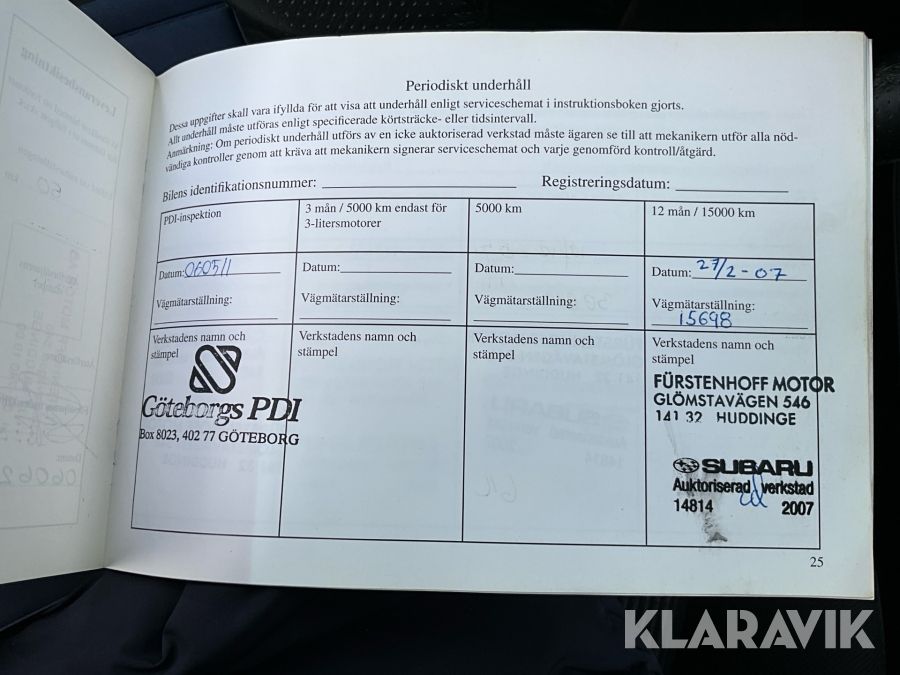 Periodiskt underhåll
Dessa uppgifter skall vara ifyllda för att visa att underhåll enligt serviceschemat i instruktionsboken gjorts.
Allt underhåll måste utföras enligt specificerade körtsträcke- eller tidsintervall.
Anmärkning: Om periodiskt underhåll utförs av en icke auktoriserad verkstad måste ägaren se till att mekanikern utför alla nöd-
vändiga kontroller genom att kräva att mekanikern signerar serviceschemat och varje genomförd kontroll/åtgärd.
Bilens identifikationsnummer: Registreringsdatum:
PDI-inspektion
Datum: 060511
Vägmätarställning:
Verkstadens namn och
stämpel
Göteborgs PDI
Box 8023, 402 77 GÖTEBORG
3 mån / 5000 km endast för
3-litersmotorer
Datum:
Vägmätarställning:
Verkstadens namn och
stämpel
5000 km
Datum:
Vägmätarställning:
Verkstadens namn och
stämpel
12 mån / 15000 km
Datum: 27/2-07
Vägmätarställning:
15698
Verkstadens namn och
stämpel
FÜRSTENHOFF MOTOR
GLÖMSTAVÄGEN 546
141 32 HUDDINGE
SUBARU
Auktoriserad verkstad
14814 2007
25
KLARAVIK
Leveransbesiktning